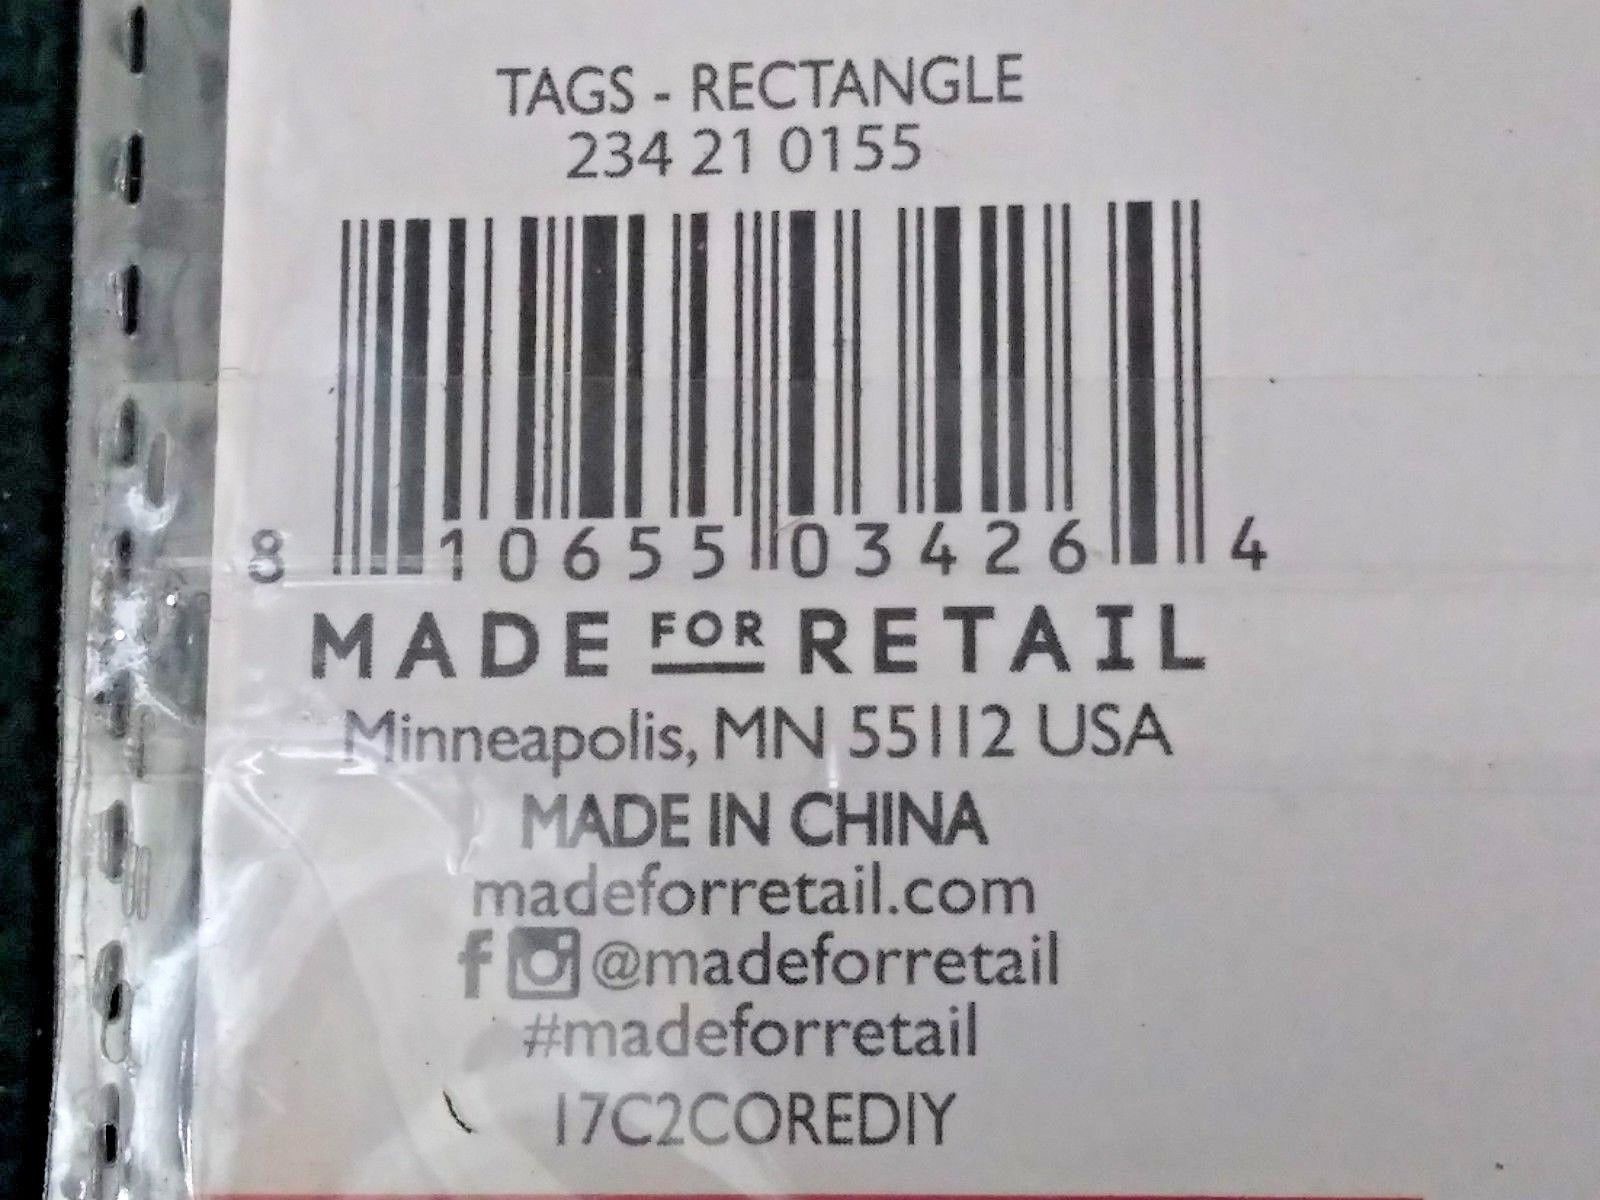 TAGS - RECTANGLE
234 21 0155
8 10655 03426 4
MADE FOR RETAIL
Minneapolis, MN 55112 USA
MADE IN CHINA
madeforretail.com
f @madeforretail
#madeforretail
17C2COREDIY